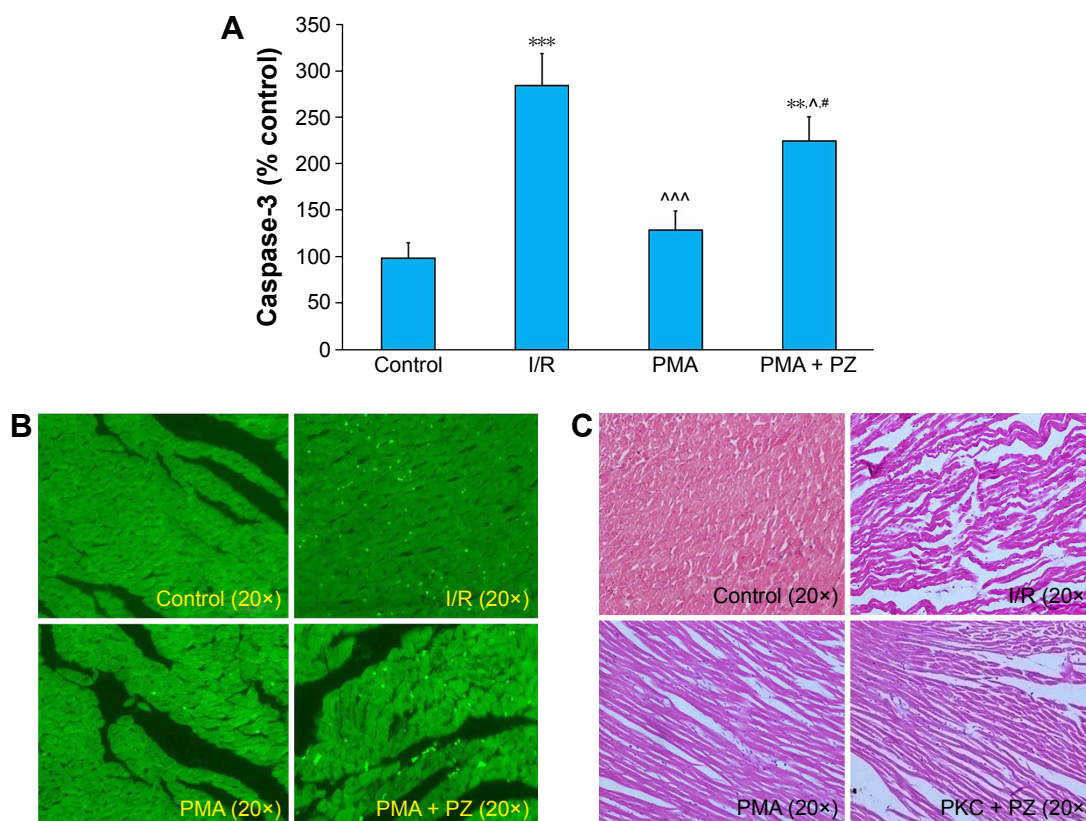 A
Caspase-3 (% control)
350
300
250
200
150
100
50
0
***
^^^
**,^,#
Control
I/R
PMA
PMA + PZ
B
Control (20×)
I/R (20×)
PMA (20×)
PMA + PZ (20×)
C
Control (20×)
I/R (20×
PMA (20×)
PKC + PZ (20×